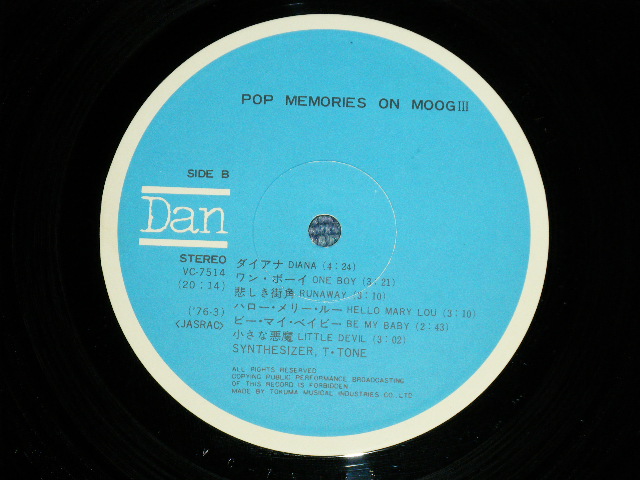 POP MEMORIES ON MOOGIII
SIDE B
Dan
STEREO
VC-7514
(20:14)
('76-3)
<JASRAC>
ダイアナ DIANA (4:24)
ワン・ボーイ ONE BOY (3:21)
悲しき街角 RUNAWAY (3:10)
ハロー・メリー・ルー HELLO MARY LOU (3:10)
ビー・マイ・ベイビー BE MY BABY (2:43)
小さな悪魔 LITTLE DEVIL (3:02)
SYNTHESIZER, T・TONE
ALL RIGHTS RESERVED
COPYING PUBLIC PERFORMANCE BROADCASTING
OF THIS RECORD IS FORBIDDEN
MADE BY TOKUMA MUSICAL INDUSTRIES CO., LTD